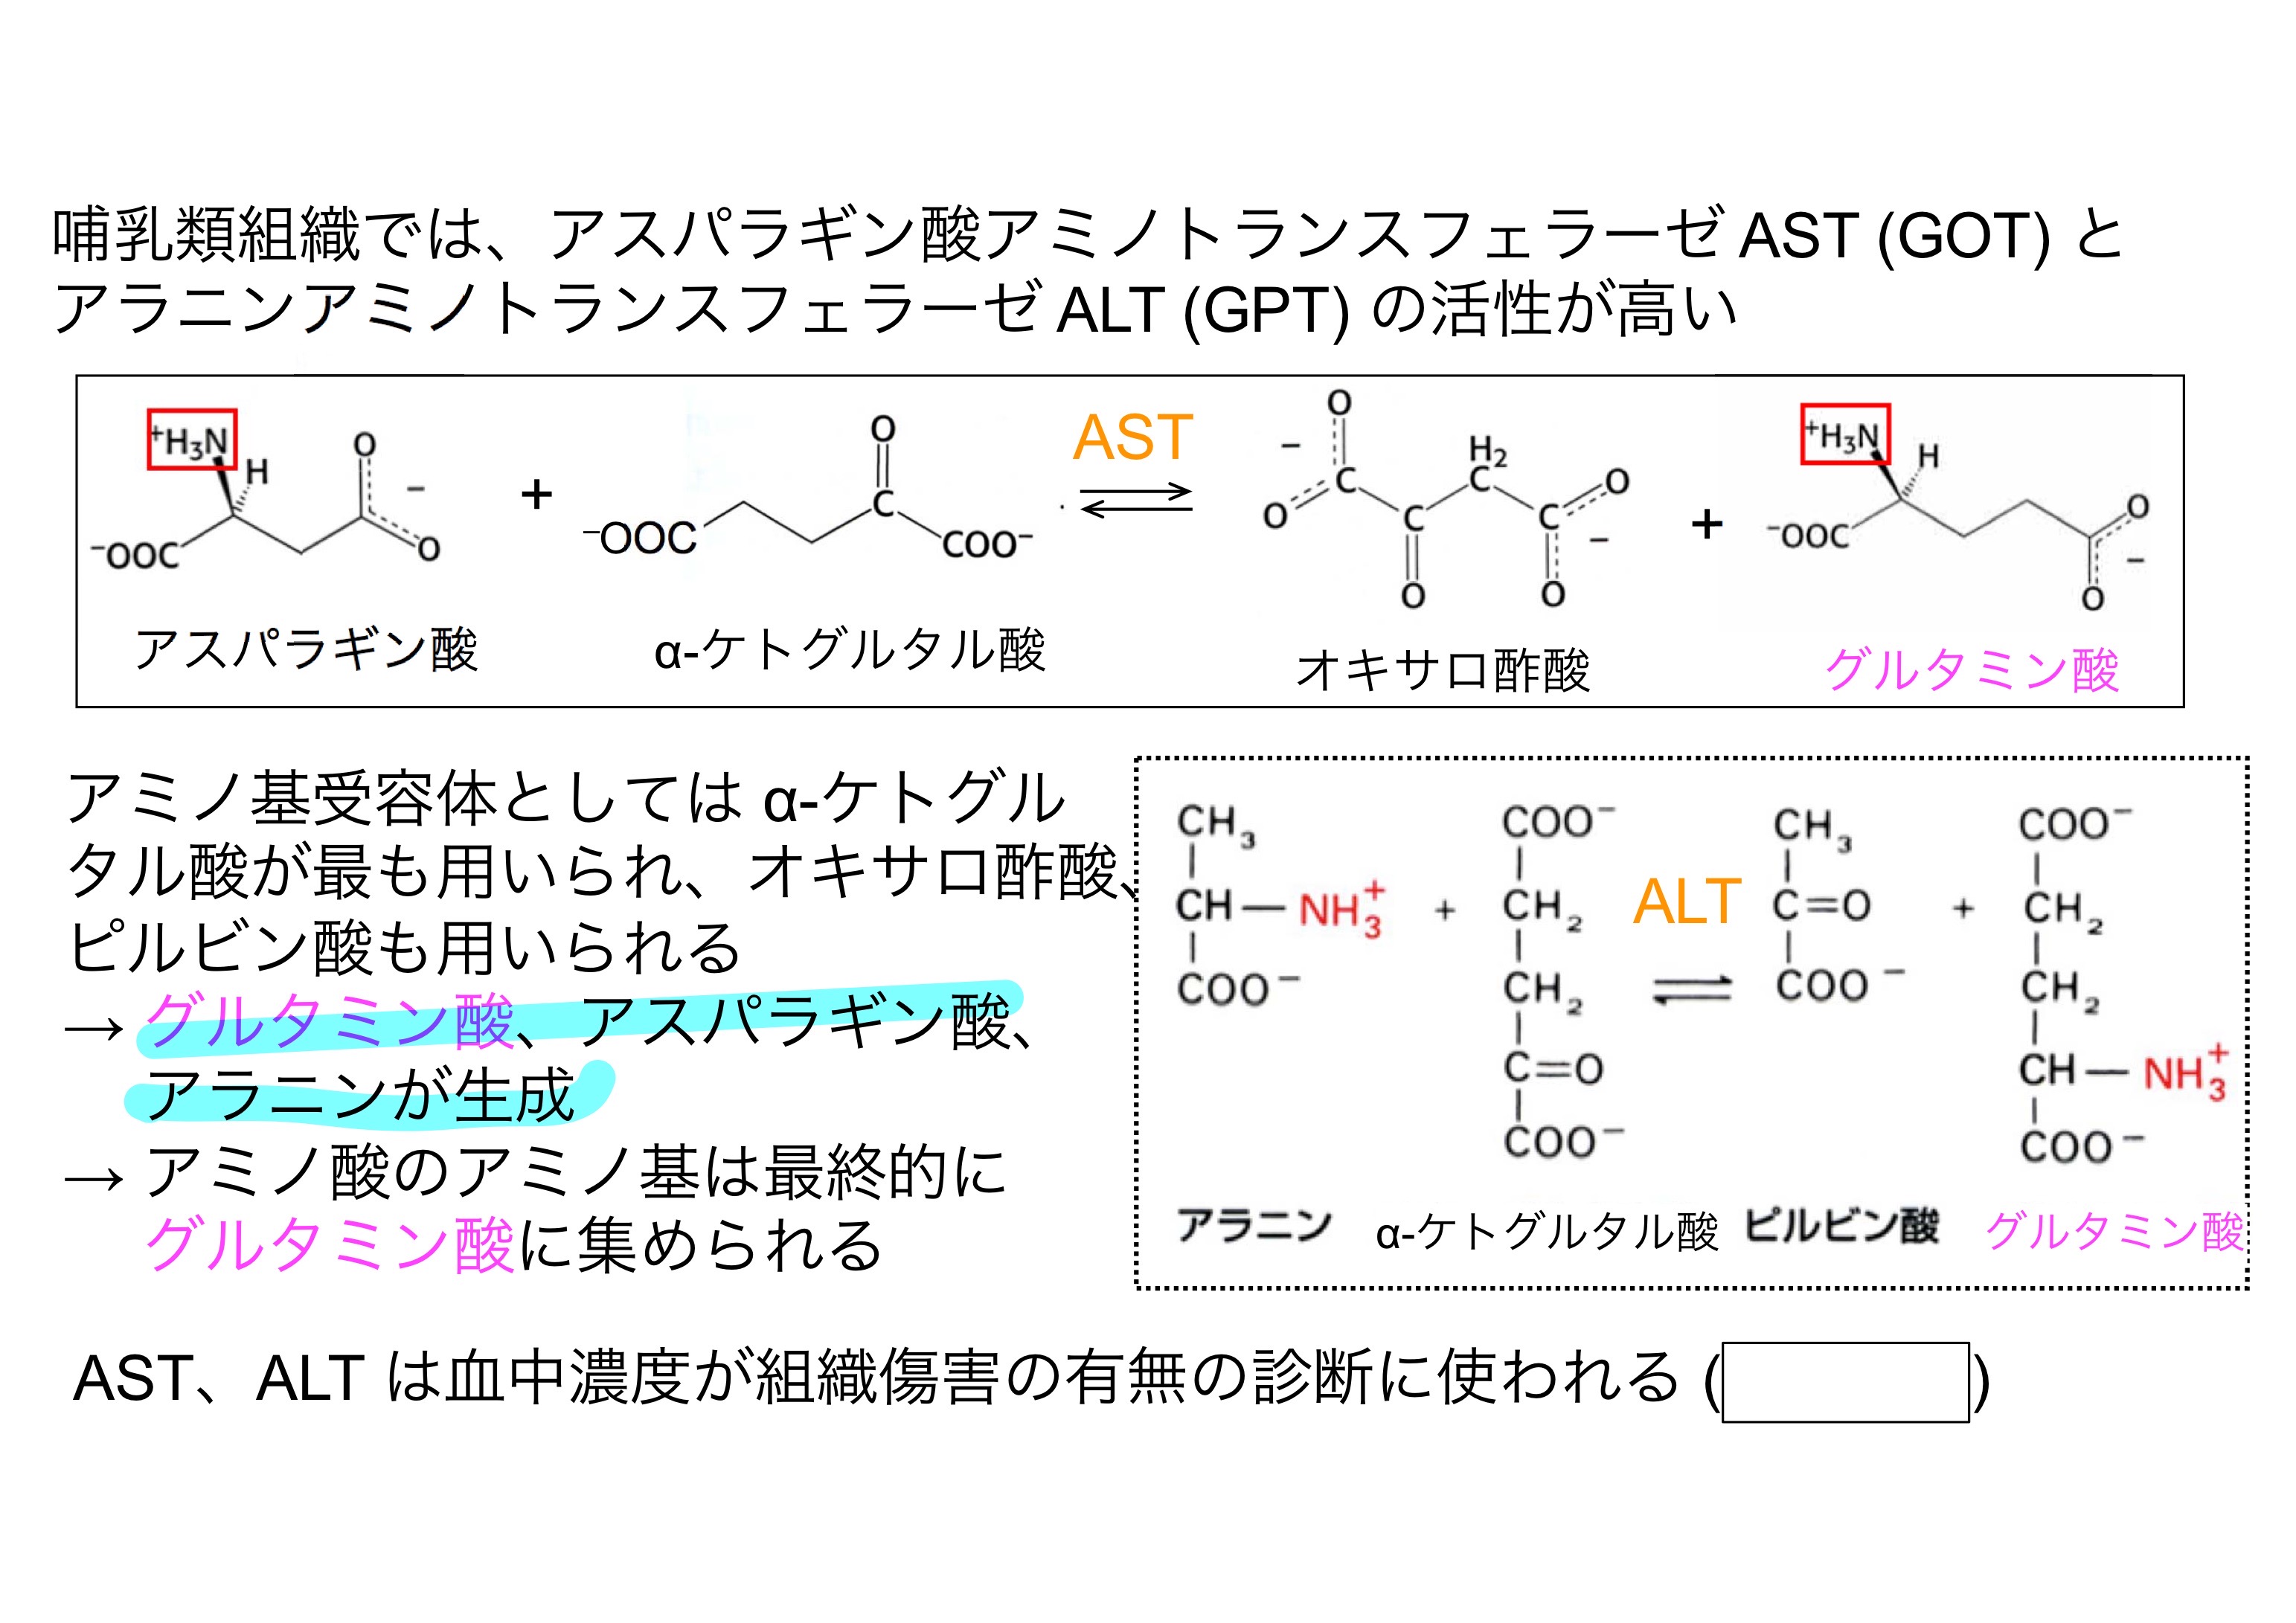 哺乳類組織では、アスパラギン酸アミノトランスフェラーゼ AST (GOT) と
アラニンアミノトランスフェラーゼ ALT (GPT) の活性が高い
⁺H₃N
H
O
−
⁻OOC
O
アスパラギン酸
+
O
C
⁻OOC
COO⁻
α-ケトグルタル酸
AST
⇌
O
−
C
O
H₂
C
C
O
C
O
−
O
オキサロ酢酸
+
⁺H₃N
H
⁻OOC
O
−
O
グルタミン酸
アミノ基受容体としては α-ケトグル
タル酸が最も用いられ、オキサロ酢酸、
ピルビン酸も用いられる
→ グルタミン酸、アスパラギン酸、
アラニンが生成
→ アミノ酸のアミノ基は最終的に
グルタミン酸に集められる
CH₃
CH — NH₃⁺
COO⁻
アラニン
+
COO⁻
CH₂
CH₂
C=O
COO⁻
α-ケトグルタル酸
ALT
⇌
CH₃
C=O
COO⁻
ピルビン酸
+
COO⁻
CH₂
CH₂
CH — NH₃⁺
COO⁻
グルタミン酸
AST、ALT は血中濃度が組織傷害の有無の診断に使われる ( )